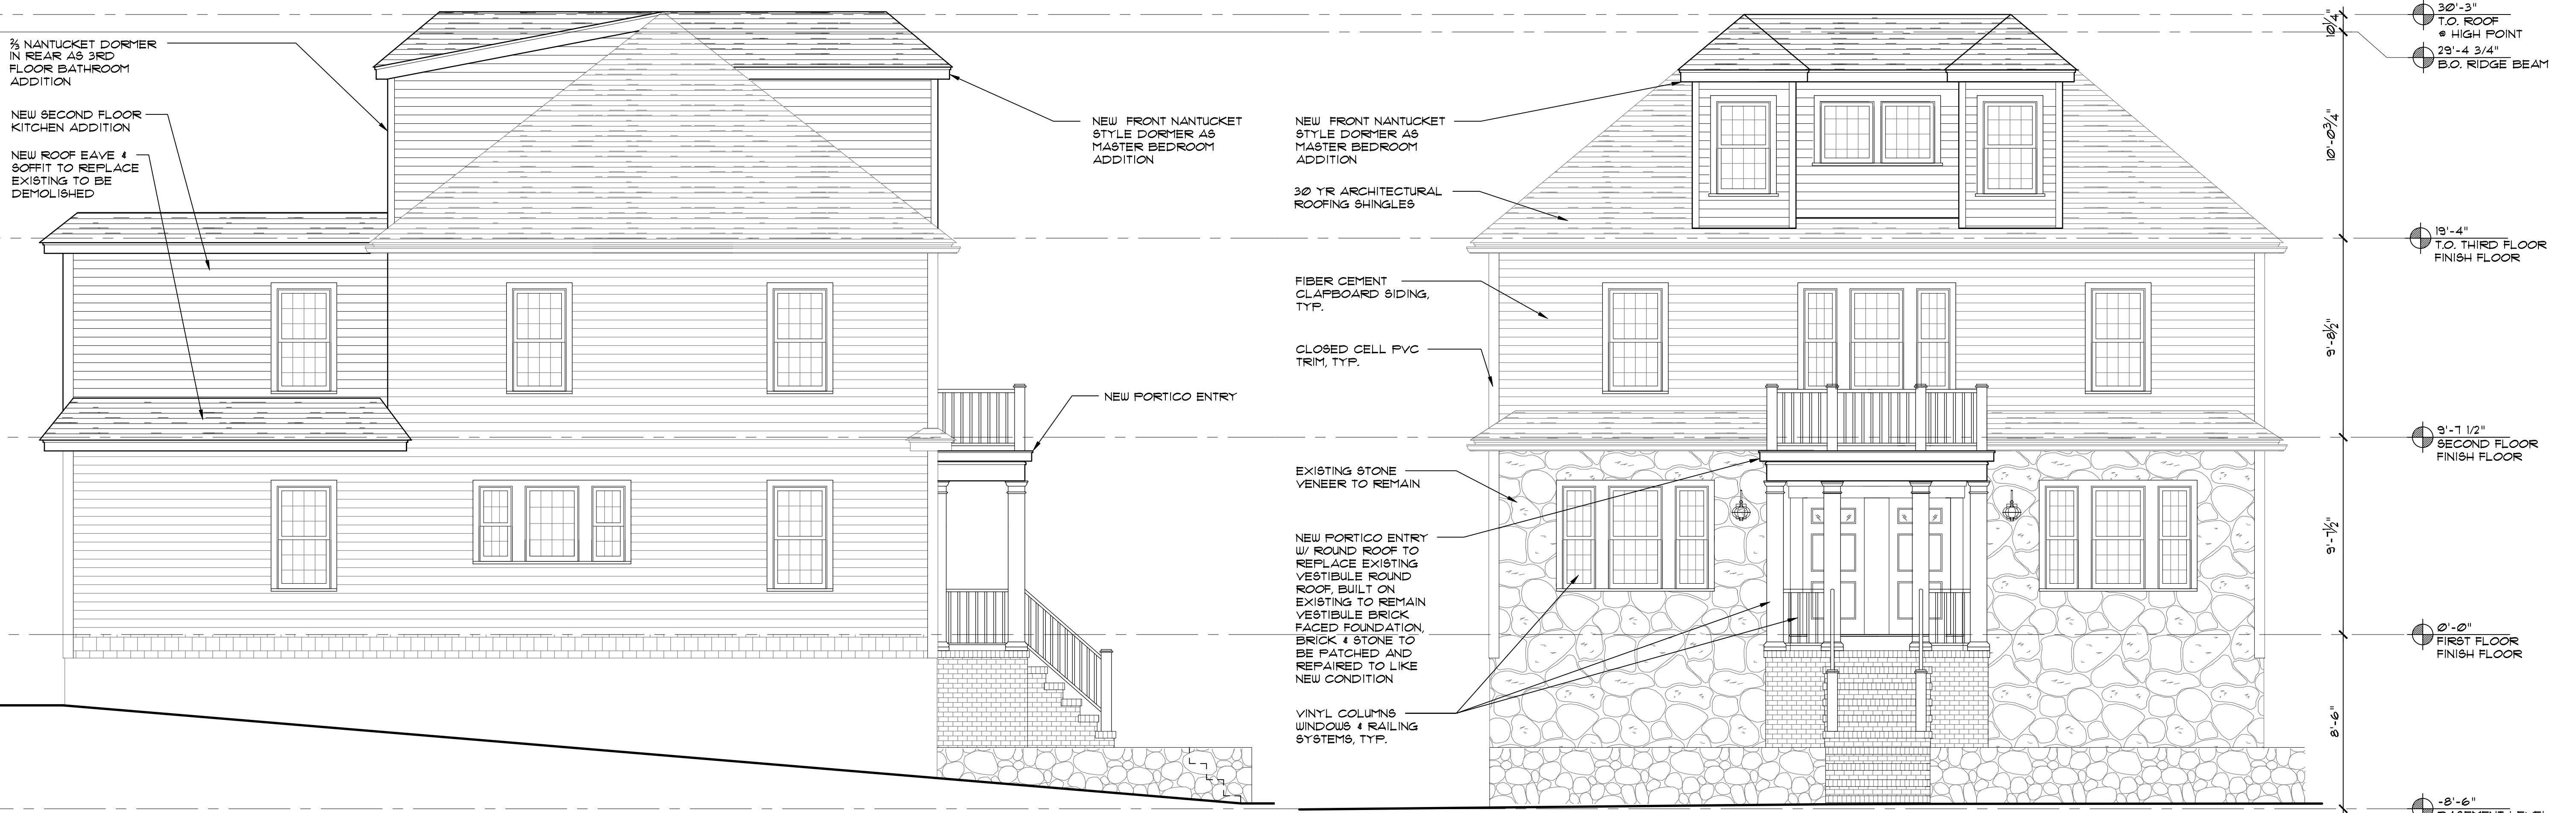 ⅔ NANTUCKET DORMER
IN REAR AS 3RD
FLOOR BATHROOM
ADDITION
NEW SECOND FLOOR
KITCHEN ADDITION
NEW ROOF EAVE &
SOFFIT TO REPLACE
EXISTING TO BE
DEMOLISHED
NEW FRONT NANTUCKET
STYLE DORMER AS
MASTER BEDROOM
ADDITION
NEW PORTICO ENTRY
NEW FRONT NANTUCKET
STYLE DORMER AS
MASTER BEDROOM
ADDITION
30 YR ARCHITECTURAL
ROOFING SHINGLES
FIBER CEMENT
CLAPBOARD SIDING,
TYP.
CLOSED CELL PVC
TRIM, TYP.
EXISTING STONE
VENEER TO REMAIN
NEW PORTICO ENTRY
W/ ROUND ROOF TO
REPLACE EXISTING
VESTIBULE ROUND
ROOF, BUILT ON
EXISTING TO REMAIN
VESTIBULE BRICK
FACED FOUNDATION,
BRICK & STONE TO
BE PATCHED AND
REPAIRED TO LIKE
NEW CONDITION
VINYL COLUMNS
WINDOWS & RAILING
SYSTEMS, TYP.
10¼"
10'-0¾"
9'-8½"
9'-7½"
8'-6"
30'-3"
T.O. ROOF
@ HIGH POINT
29'-4 3/4"
B.O. RIDGE BEAM
19'-4"
T.O. THIRD FLOOR
FINISH FLOOR
9'-7 1/2"
SECOND FLOOR
FINISH FLOOR
0'-0"
FIRST FLOOR
FINISH FLOOR
-8'-6"